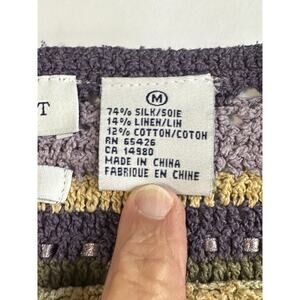 M
74% SILK/SOIE
14% LINEN/LIN
12% COTTON/COTON
RN 65426
CA 14980
MADE IN CHINA
FABRIQUE EN CHINE
T